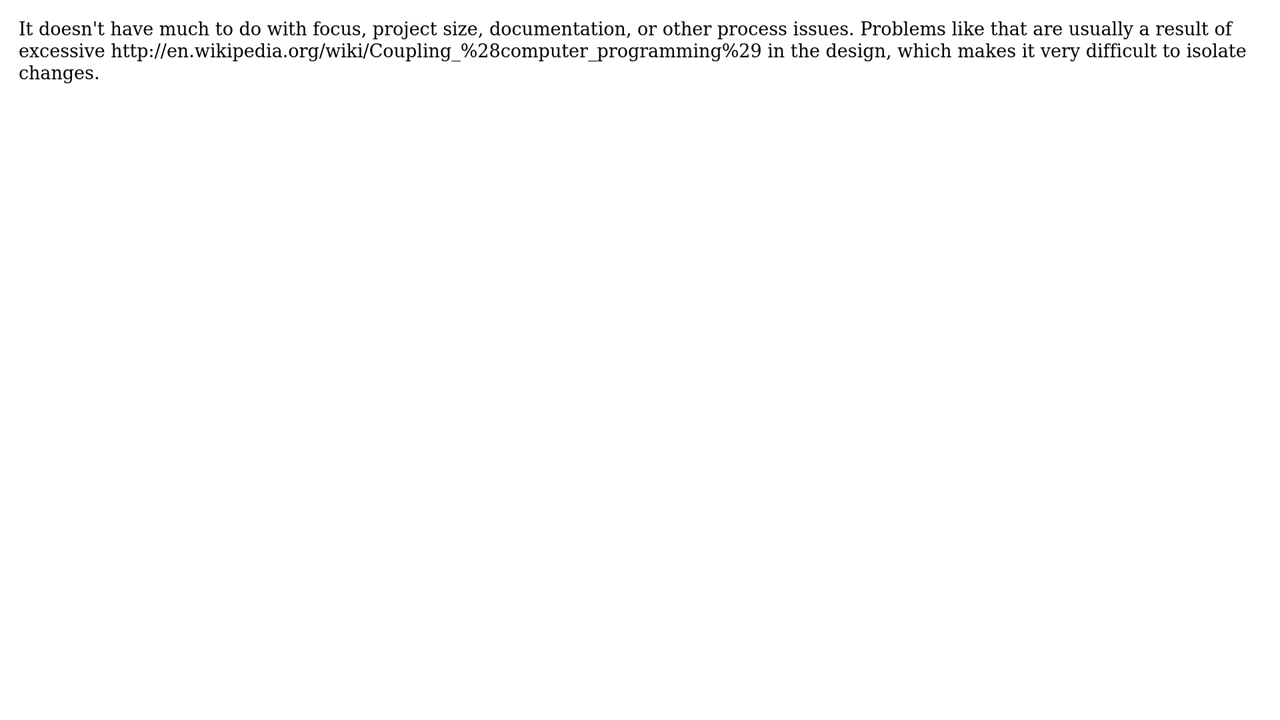 It doesn't have much to do with focus, project size, documentation, or other process issues. Problems like that are usually a result of
excessive http://en.wikipedia.org/wiki/Coupling_%28computer_programming%29 in the design, which makes it very difficult to isolate
changes.